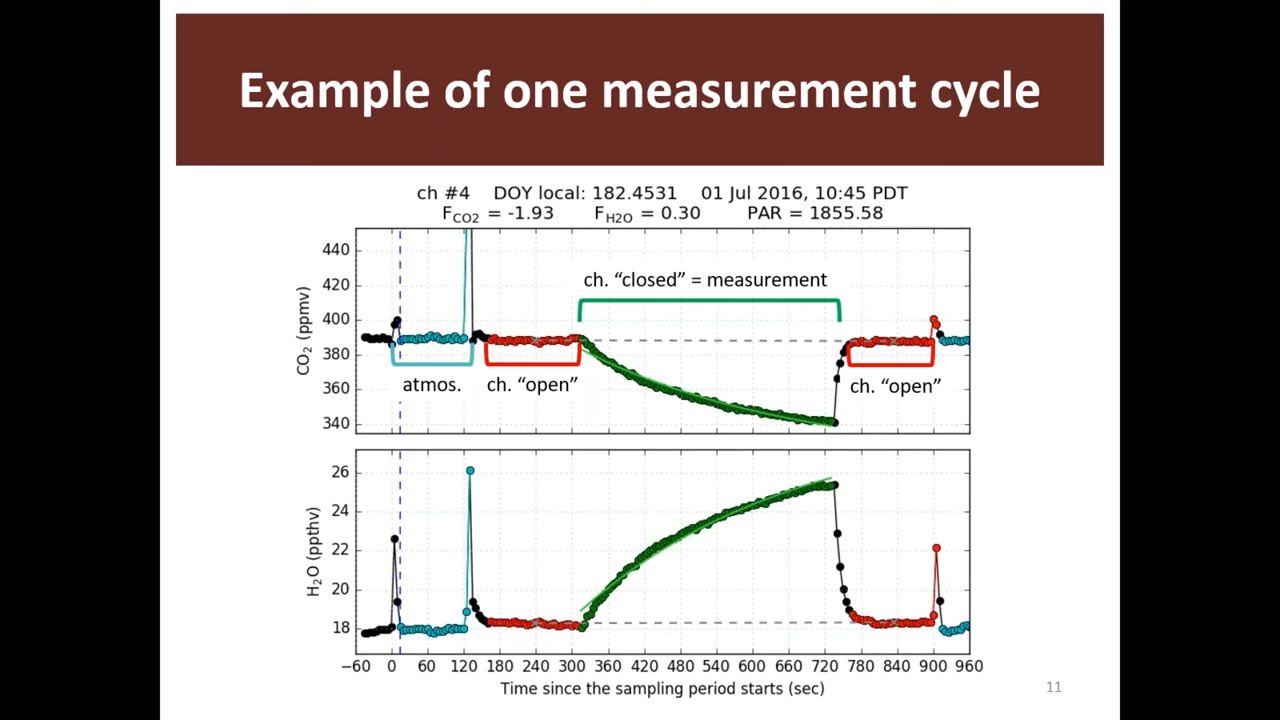 Example of one measurement cycle
ch #4 DOY local: 182.4531 01 Jul 2016, 10:45 PDT
F_CO2 = -1.93 F_H2O = 0.30 PAR = 1855.58
440
420
400
380
360
340
CO₂ (ppmv)
ch. “closed” = measurement
atmos.
ch. “open”
ch. “open”
26
24
22
20
18
H₂O (ppthv)
−60 0 60 120 180 240 300 360 420 480 540 600 660 720 780 840 900 960
Time since the sampling period starts (sec)
11